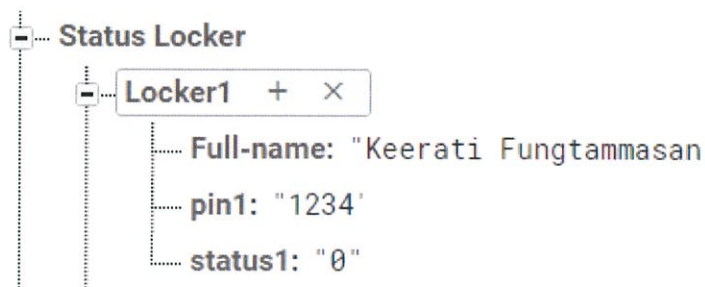 Status Locker
Locker1 + ×
Full-name: "Keerati Fungtammasan
pin1: "1234'
status1: "0"